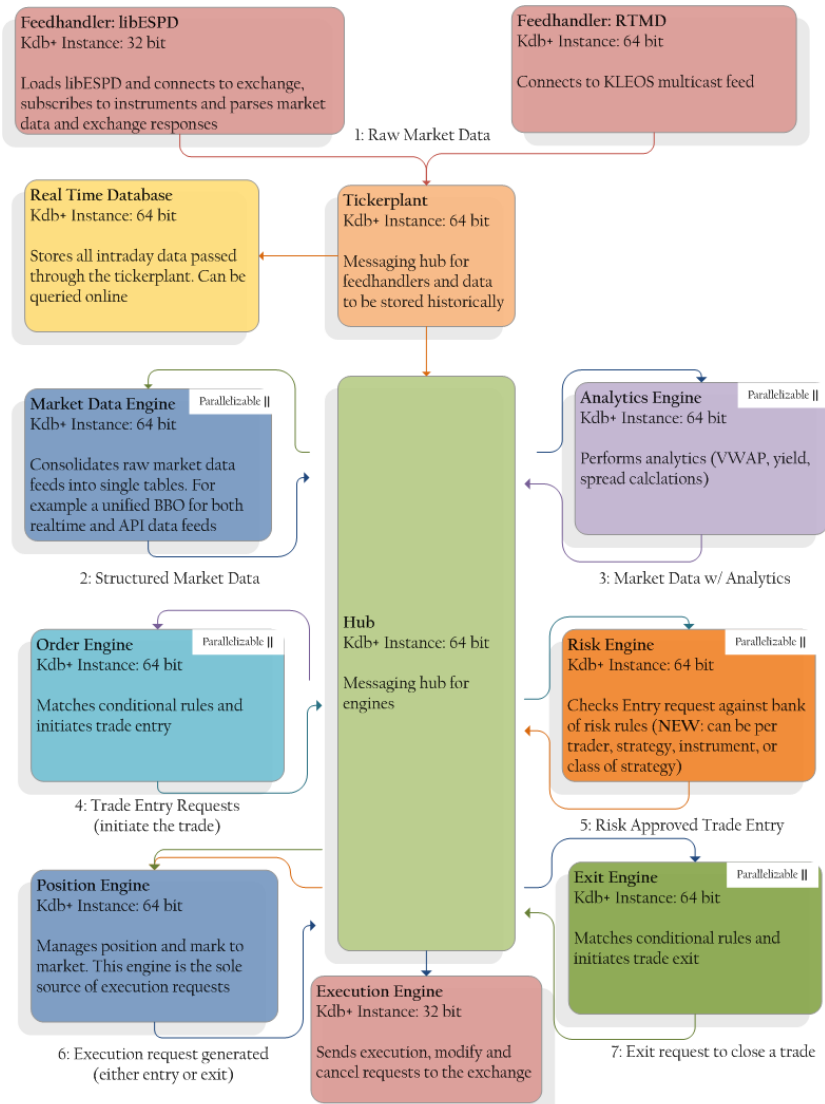 Feedhandler: libESPD
Kdb+ Instance: 32 bit
Loads libESPD and connects to exchange,
subscribes to instruments and parses market
data and exchange responses
Feedhandler: RTMD
Kdb+ Instance: 64 bit
Connects to KLEOS multicast feed
1: Raw Market Data
Real Time Database
Kdb+ Instance: 64 bit
Stores all intraday data passed
through the tickerplant. Can be
queried online
Tickerplant
Kdb+ Instance: 64 bit
Messaging hub for
feedhandlers and data
to be stored historically
Market Data Engine
Parallelizable ||
Kdb+ Instance: 64 bit
Consolidates raw market data
feeds into single tables. For
example a unified BBO for both
realtime and API data feeds
2: Structured Market Data
Analytics Engine
Parallelizable ||
Kdb+ Instance: 64 bit
Performs analytics (VWAP, yield,
spread calclations)
3: Market Data w/ Analytics
Hub
Kdb+ Instance: 64 bit
Messaging hub for
engines
Order Engine
Parallelizable ||
Kdb+ Instance: 64 bit
Matches conditional rules and
initiates trade entry
4: Trade Entry Requests
(initiate the trade)
Risk Engine
Parallelizable ||
Kdb+ Instance: 64 bit
Checks Entry request against bank
of risk rules (NEW: can be per
trader, strategy, instrument, or
class of strategy)
5: Risk Approved Trade Entry
Position Engine
Kdb+ Instance: 64 bit
Manages position and mark to
market. This engine is the sole
source of execution requests
6: Execution request generated
(either entry or exit)
Exit Engine
Parallelizable ||
Kdb+ Instance: 64 bit
Matches conditional rules and
initiates trade exit
7: Exit request to close a trade
Execution Engine
Kdb+ Instance: 32 bit
Sends execution, modify and
cancel requests to the exchange